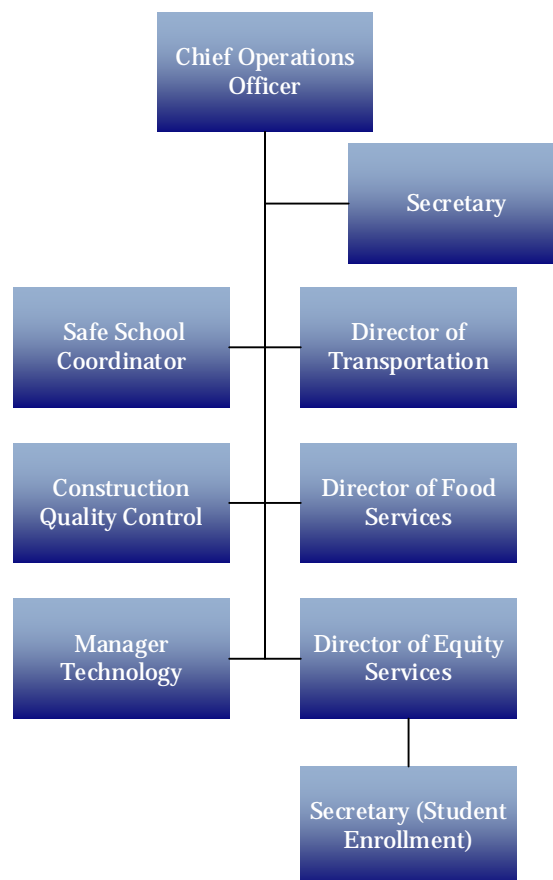 Chief Operations
Officer
Secretary
Safe School
Coordinator
Director of
Transportation
Construction
Quality Control
Director of Food
Services
Manager
Technology
Director of Equity
Services
Secretary (Student
Enrollment)